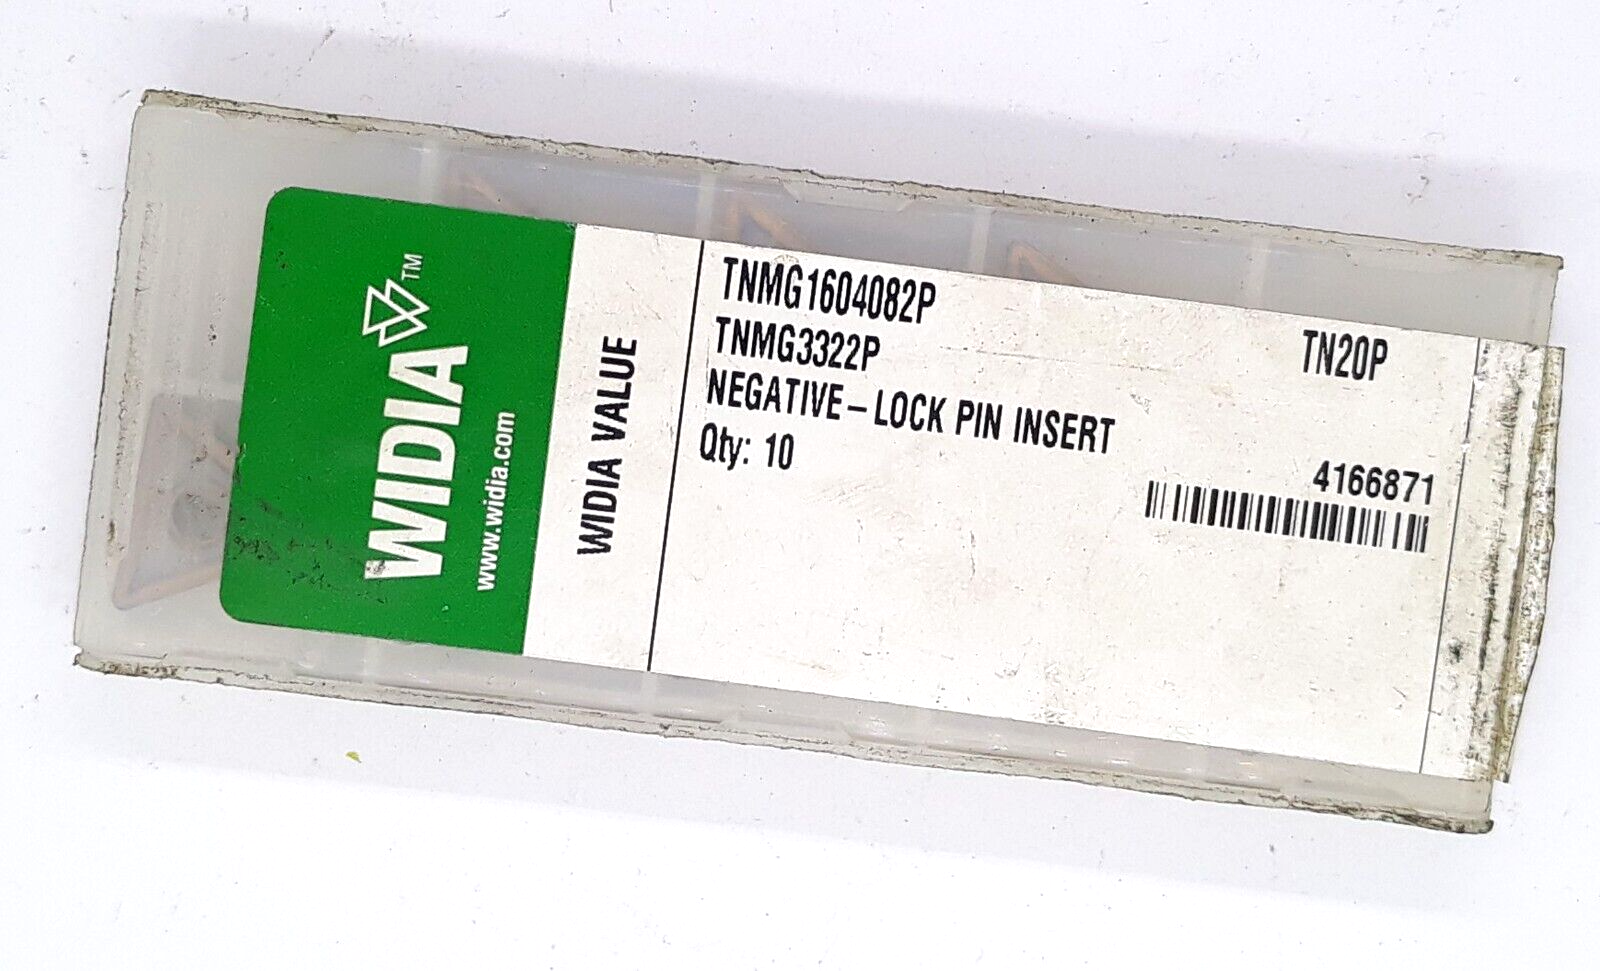 WIDIA™
www.widia.com
WIDIA VALUE
TNMG1604082P
TNMG3322P
TN20P
NEGATIVE – LOCK PIN INSERT
Qty: 10
4166871